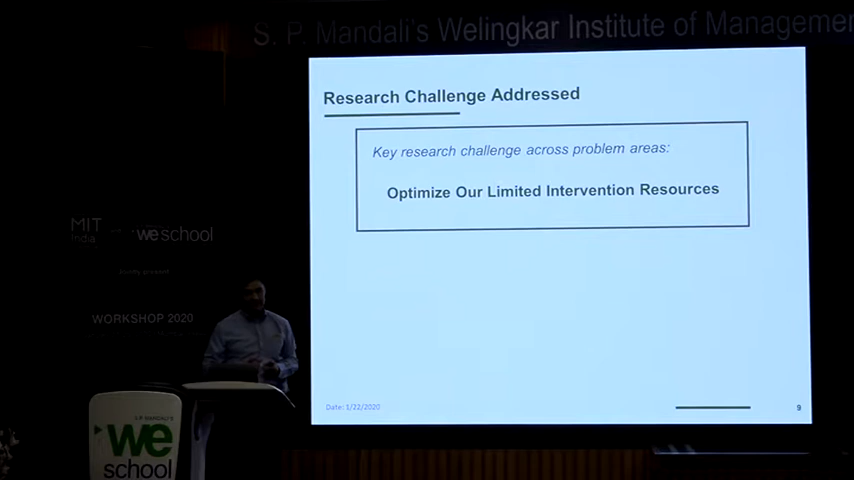 S. P. Mandali's Welingkar Institute of Management
Research Challenge Addressed
Key research challenge across problem areas:
Optimize Our Limited Intervention Resources
MIT
India
weschool
WORKSHOP 2020
Date: 1/22/2020
9
S.P. MANDALI'S
we
school